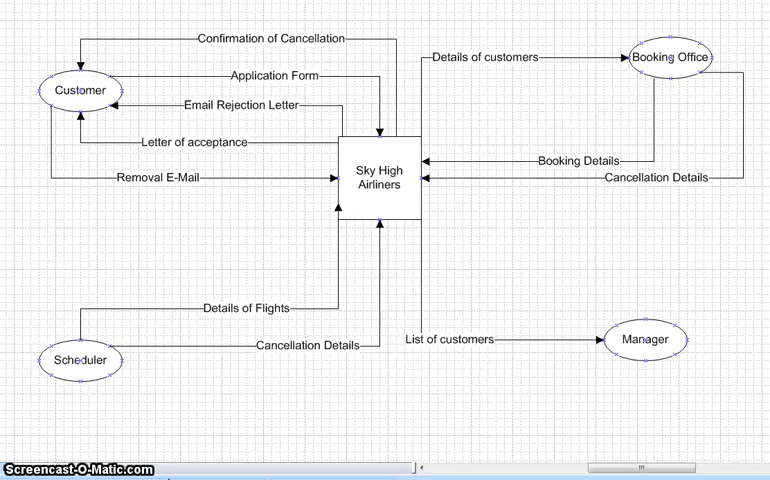 Confirmation of Cancellation
Details of customers
Booking Office
Application Form
Customer
Email Rejection Letter
Letter of acceptance
Booking Details
Sky High
Airliners
Removal E-Mail
Cancellation Details
Details of Flights
Cancellation Details
List of customers
Manager
Scheduler
Screencast-O-Matic.com